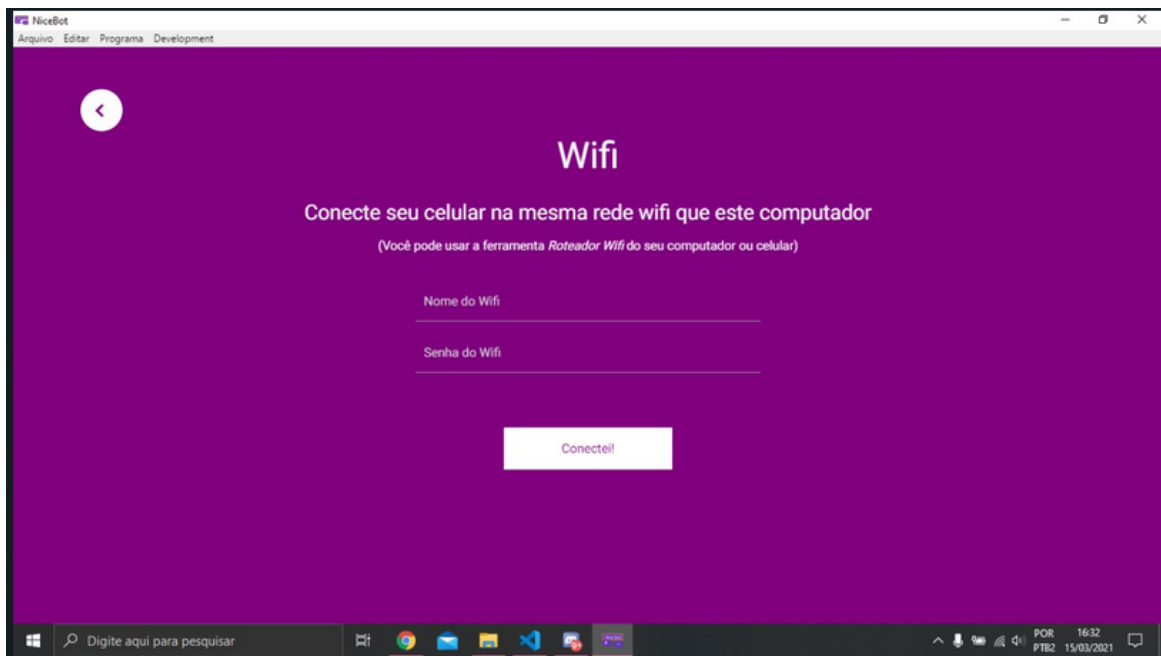 NiceBot
Arquivo Editar Programa Development
Wifi
Conecte seu celular na mesma rede wifi que este computador
(Você pode usar a ferramenta Roteador Wifi do seu computador ou celular)
Nome do Wifi
Senha do Wifi
Conectei!
Digite aqui para pesquisar
POR 16:32
PTB2 15/03/2021